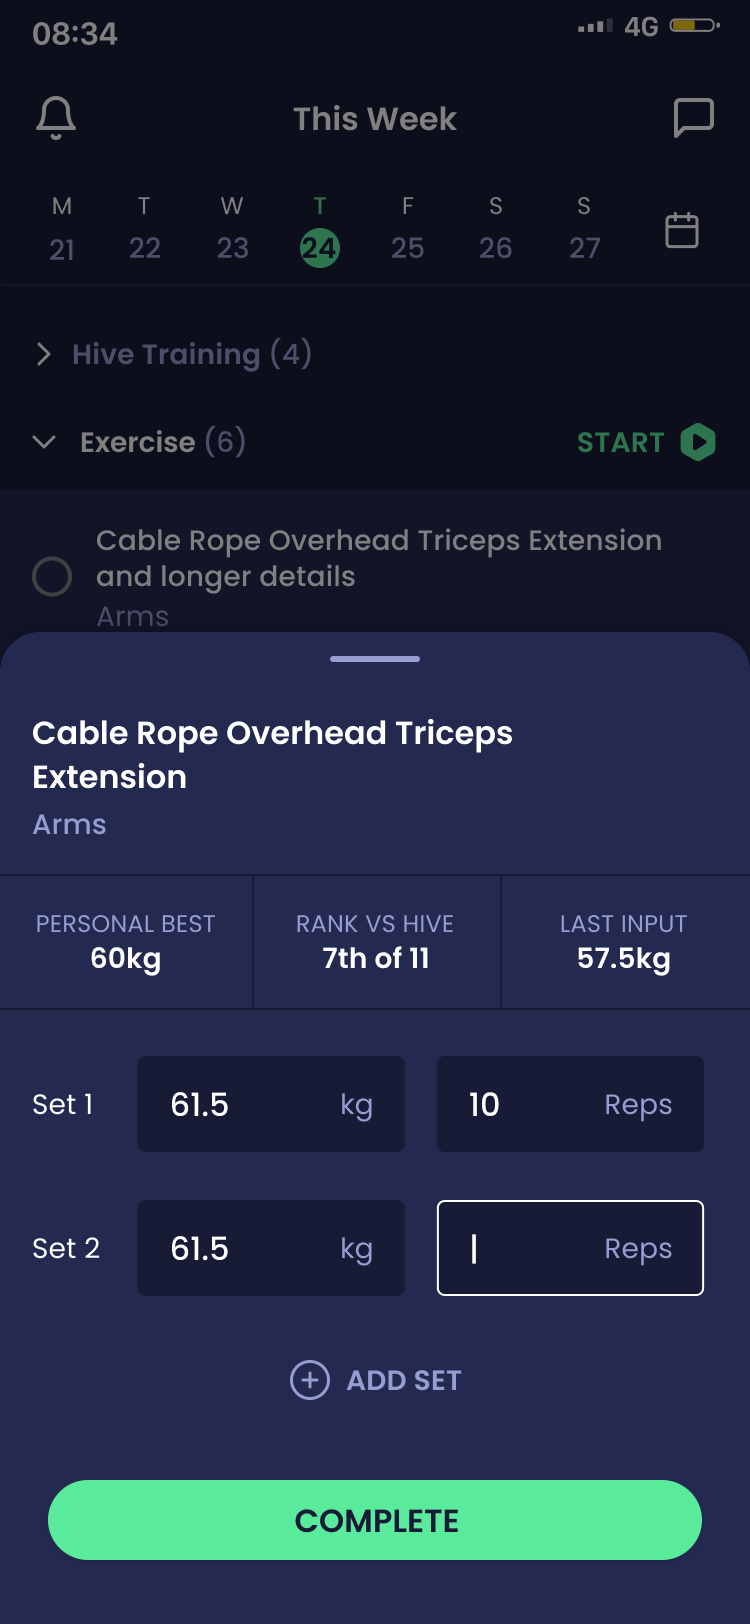 08:34
4G
This Week
M T W T F S S
21 22 23 24 25 26 27
Hive Training (4)
Exercise (6)
START
Cable Rope Overhead Triceps Extension
and longer details
Arms
Cable Rope Overhead Triceps
Extension
Arms
PERSONAL BEST
60kg
RANK VS HIVE
7th of 11
LAST INPUT
57.5kg
Set 1 61.5 kg 10 Reps
Set 2 61.5 kg Reps
ADD SET
COMPLETE